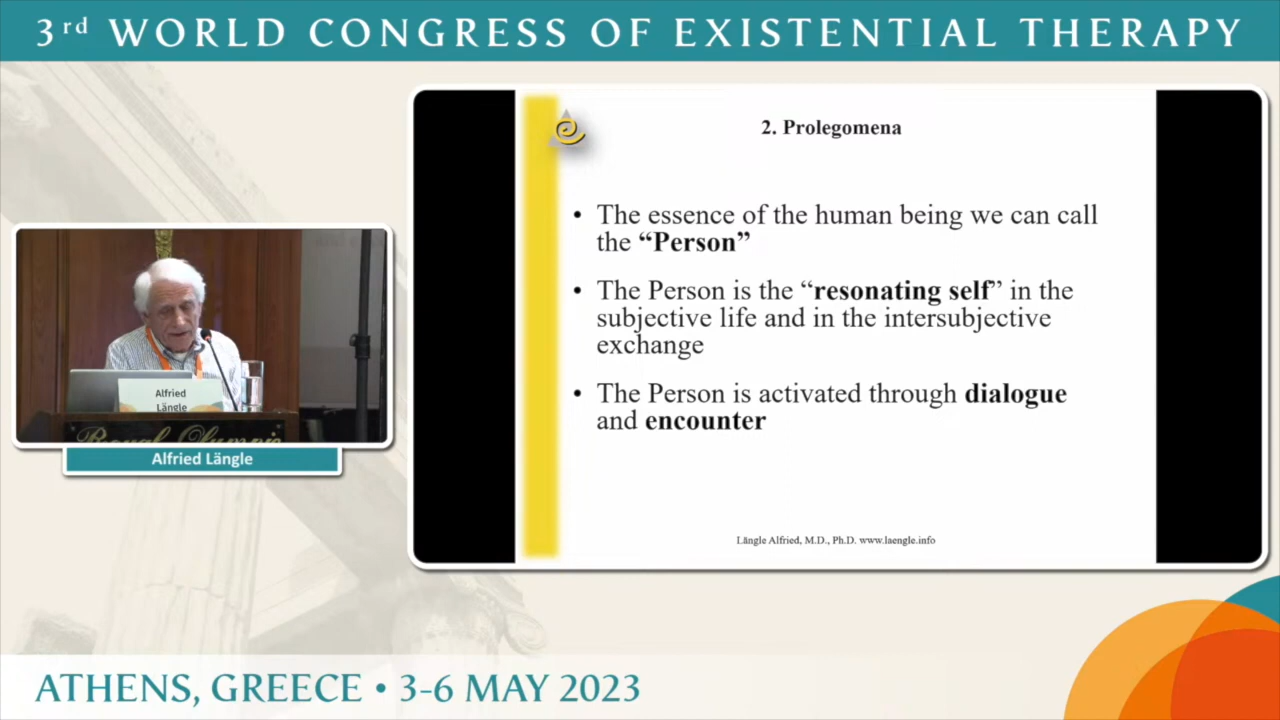 3rd WORLD CONGRESS OF EXISTENTIAL THERAPY
2. Prolegomena
• The essence of the human being we can call
the “Person”
• The Person is the “resonating self” in the
subjective life and in the intersubjective
exchange
• The Person is activated through dialogue
and encounter
Längle Alfried, M.D., Ph.D. www.laengle.info
Alfried
Längle
Royal Olympic
Alfried Längle
ATHENS, GREECE • 3-6 MAY 2023